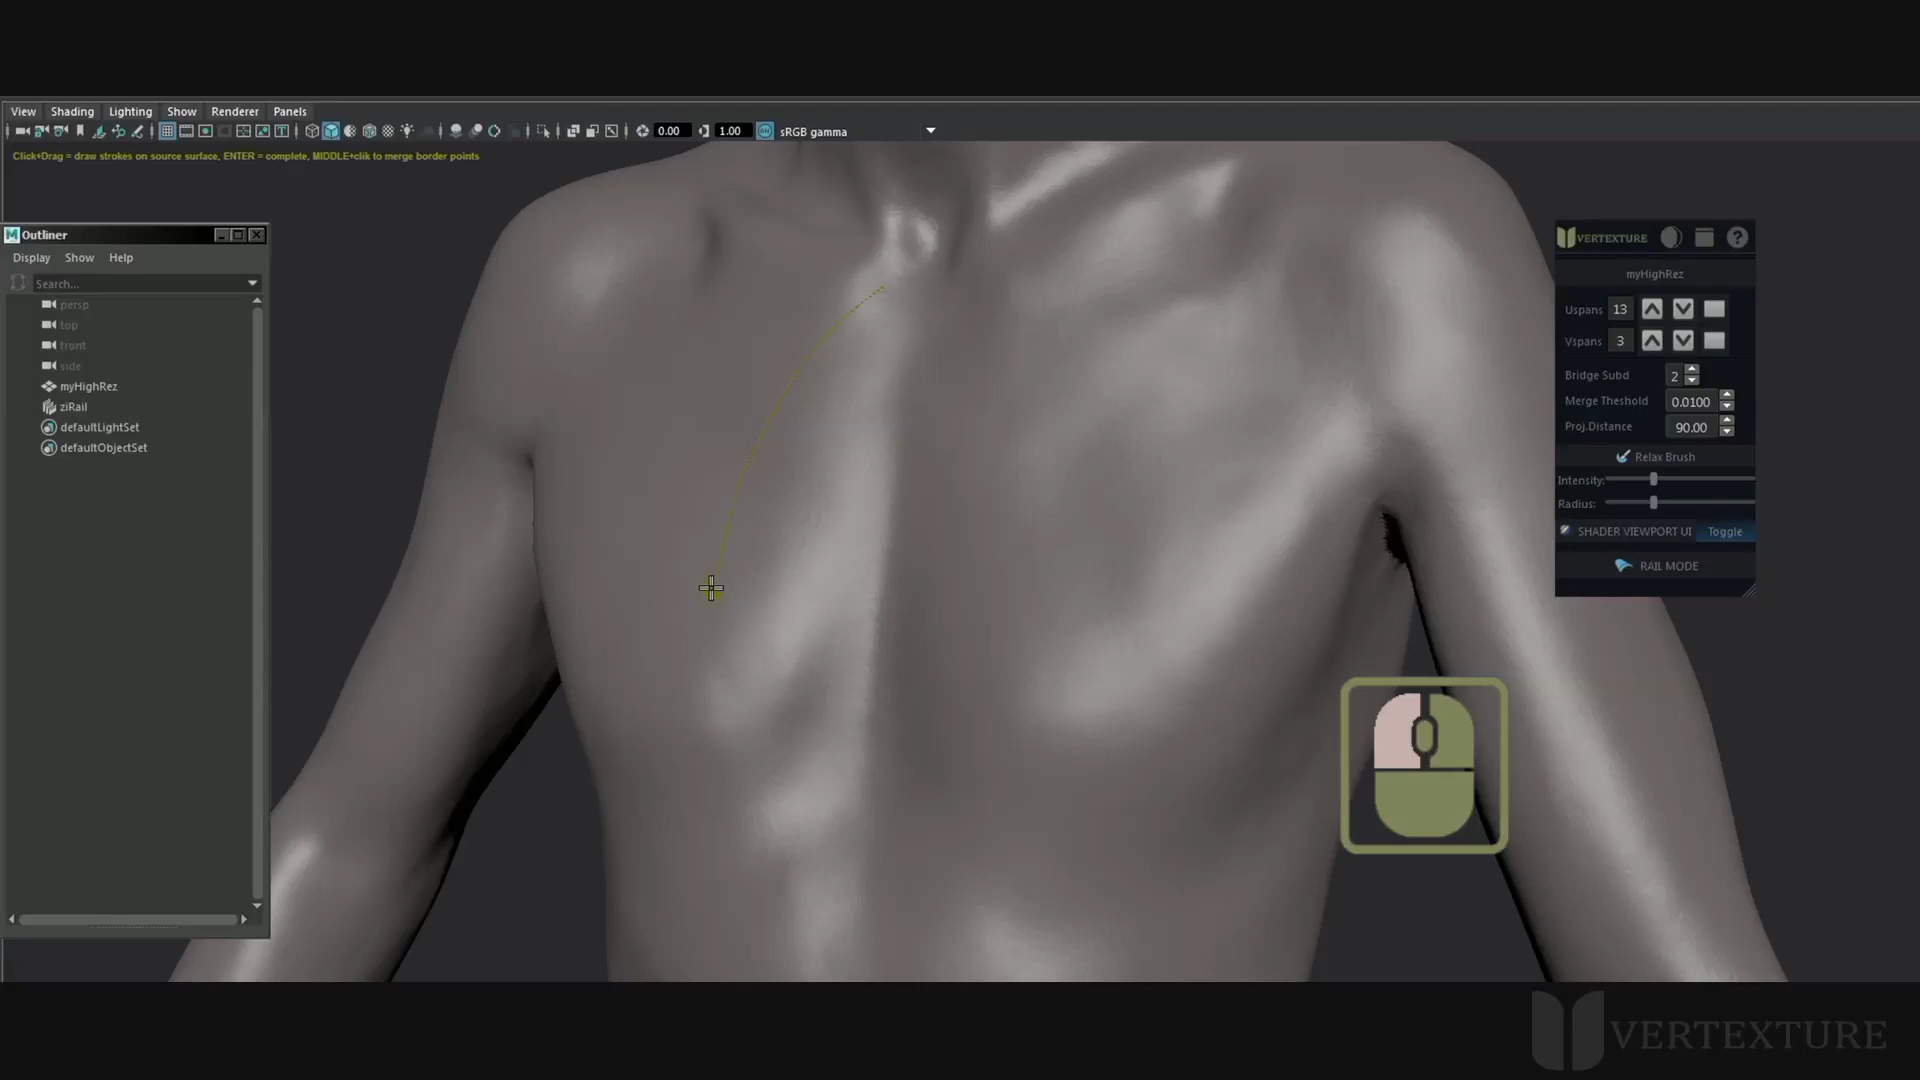 View Shading Lighting Show Renderer Panels
0.00 1.00 sRGB gamma
Click+Drag = draw strokes on source surface, ENTER = complete, MIDDLE+clik to merge border points
M Outliner
Display Show Help
Search...
persp
top
front
side
myHighRez
ziRail
defaultLightSet
defaultObjectSet
VERTEXTURE ?
myHighRez
Uspans 13
Vspans 3
Bridge Subd 2
Merge Theshold 0.0100
Proj.Distance 90.00
Relax Brush
Intensity:
Radius:
SHADER VIEWPORT UI Toggle
RAIL MODE
VERTEXTURE